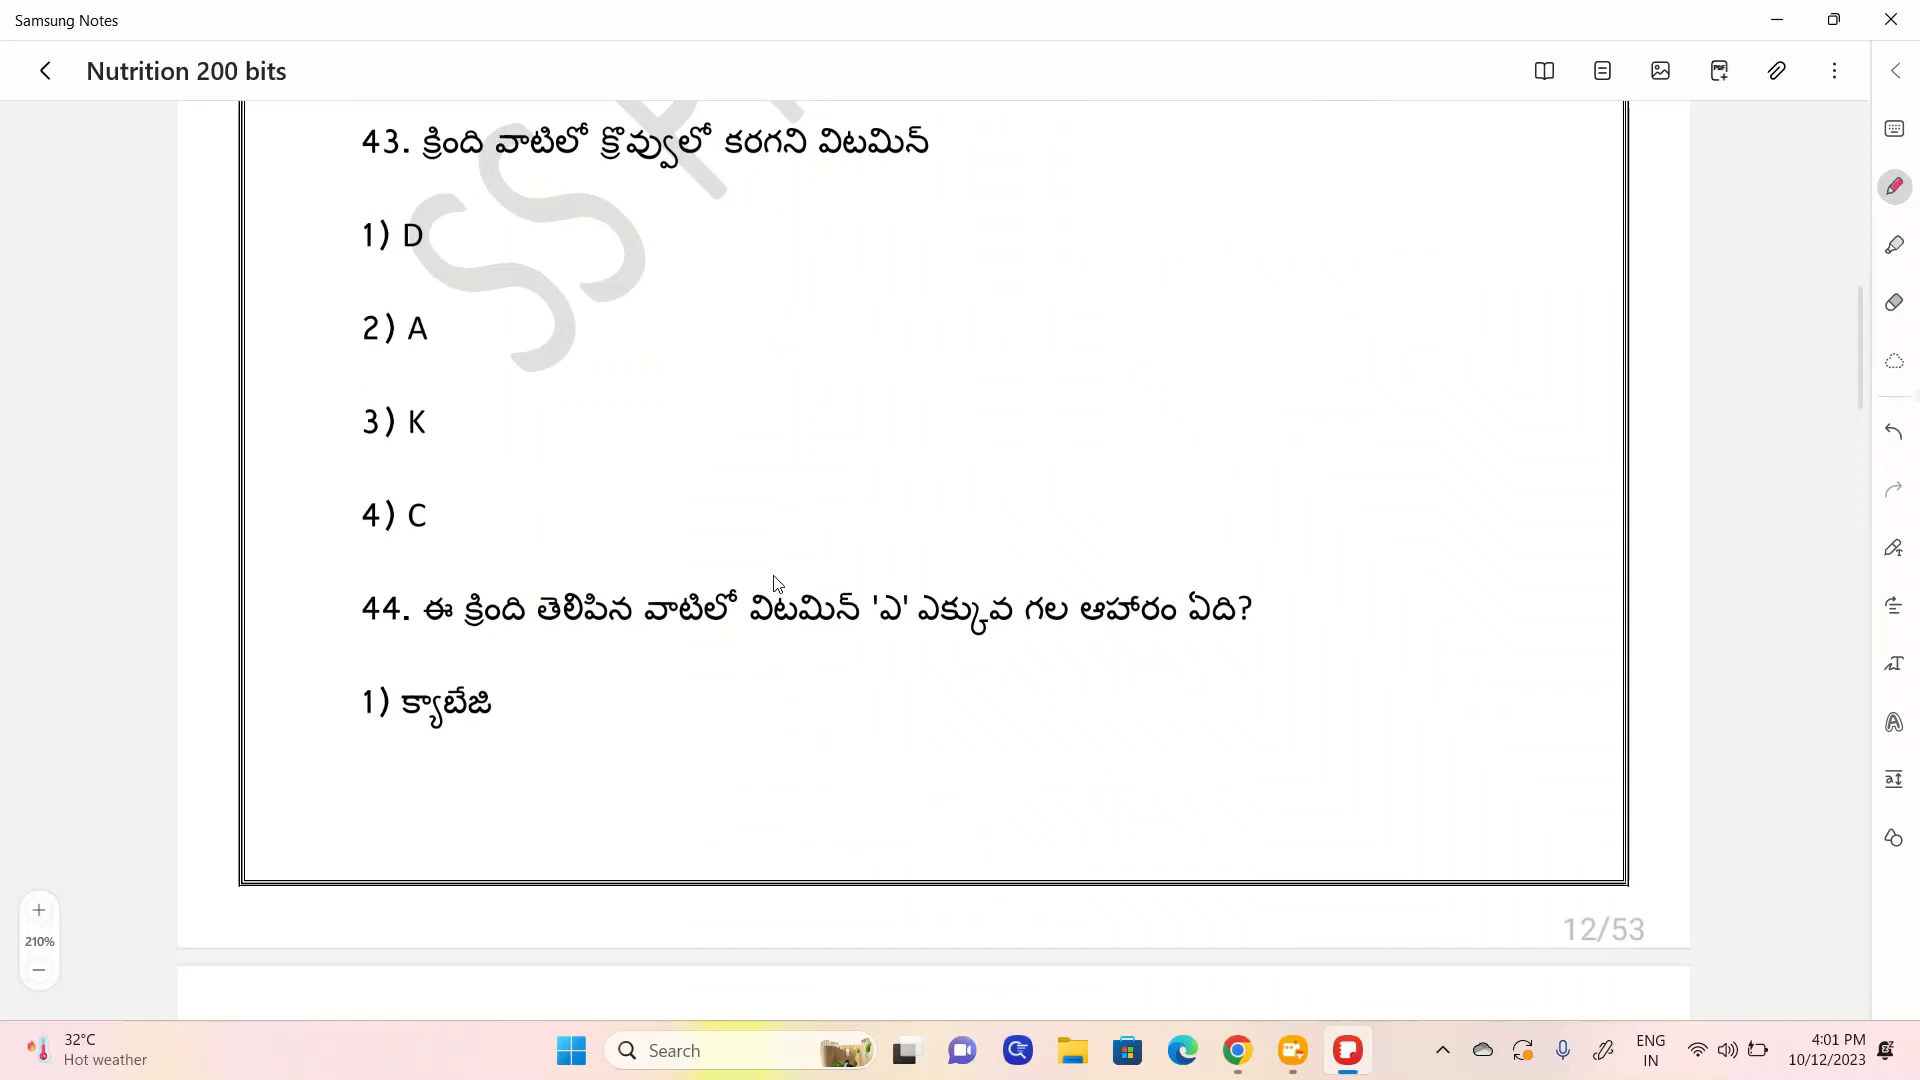 Samsung Notes
Nutrition 200 bits
43. క్రింది వాటిలో క్రొవ్వులో కరగని విటమిన్
1) D
2) A
3) K
4) C
44. ఈ క్రింది తెలిపిన వాటిలో విటమిన్ 'ఎ' ఎక్కువ గల ఆహారం ఏది?
1) క్యాబేజి
12/53
210%
32°C
Hot weather
Search
ENG
IN
4:01 PM
10/12/2023